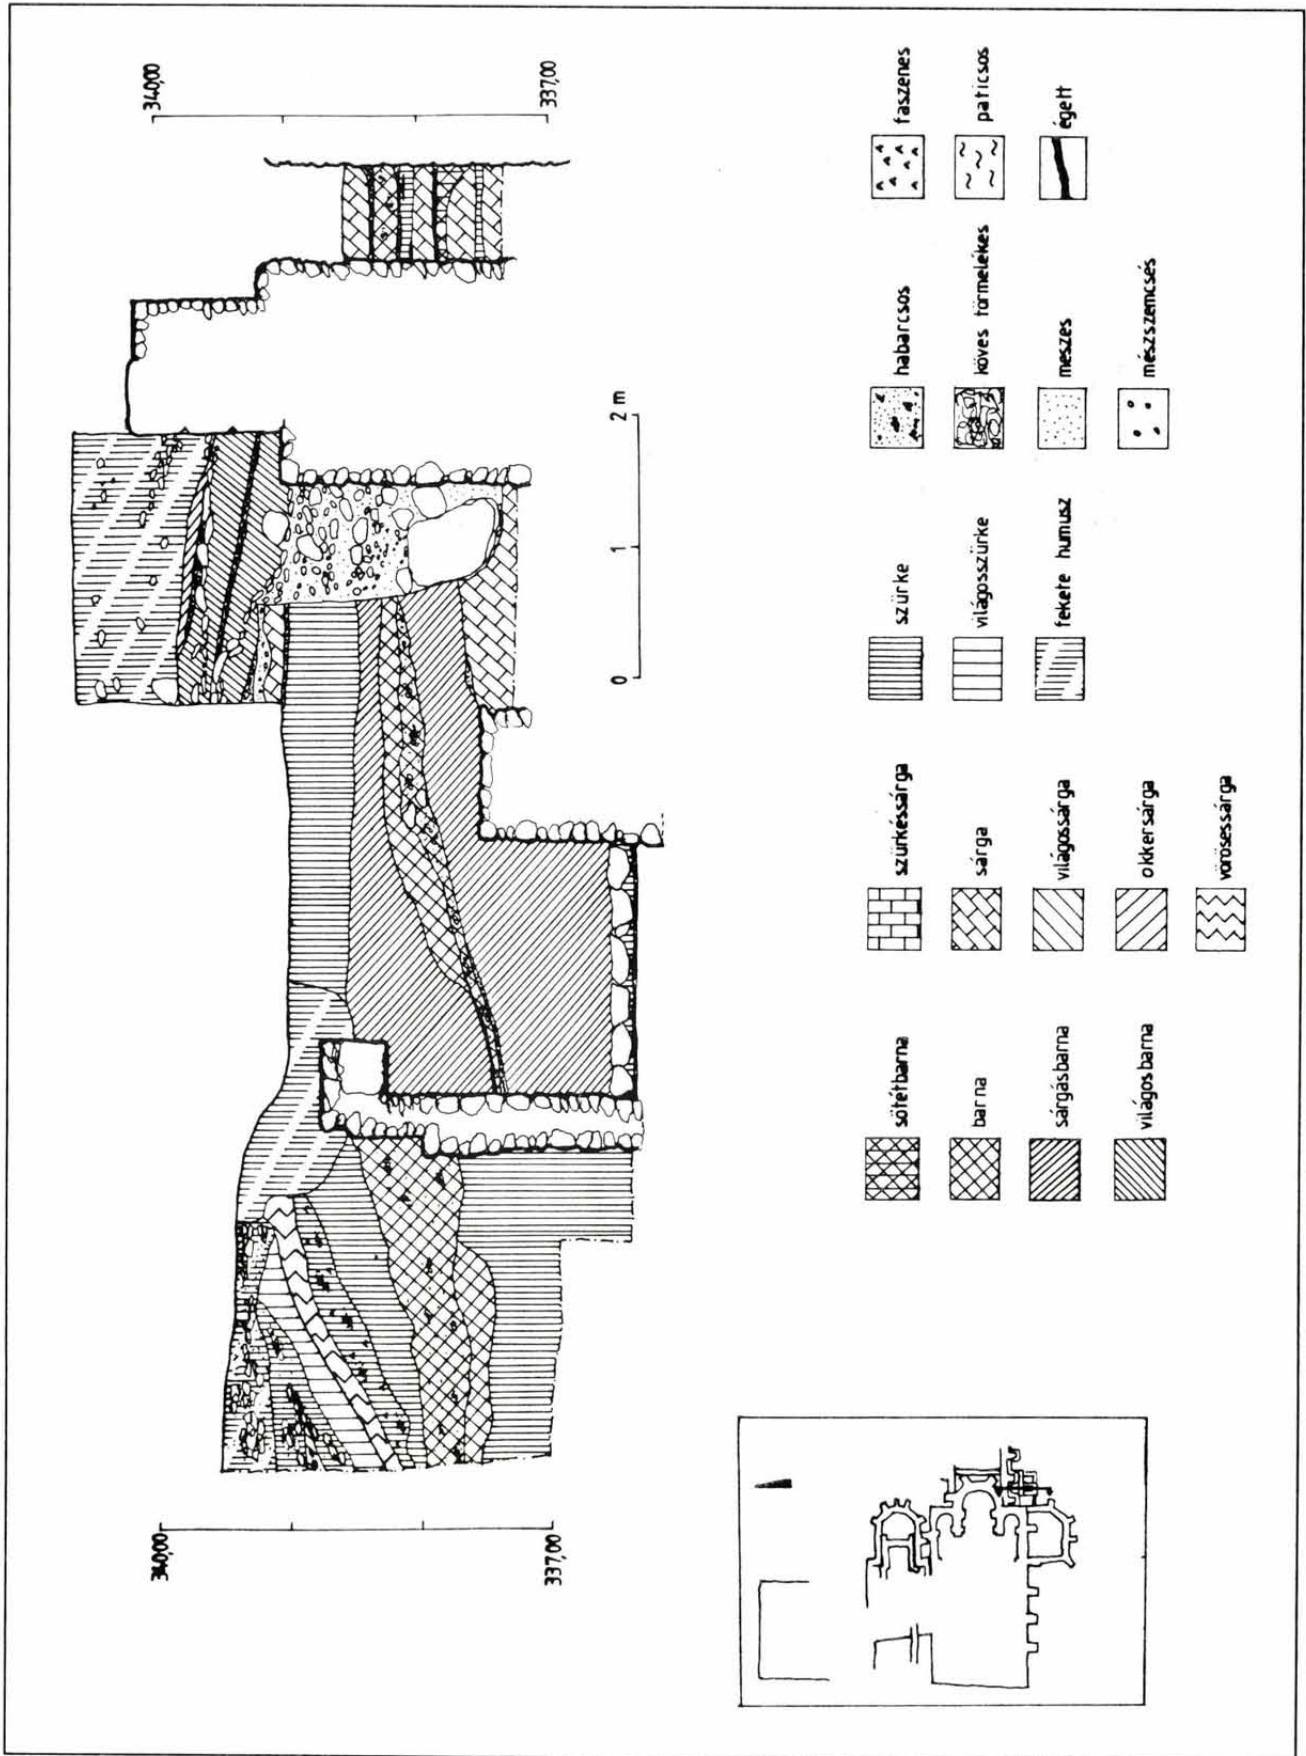 340,00
337,00
340,00
337,00
0 1 2 m
sötétbarna
barna
sárgásbarna
világosbarna
szürkéssárga
sárga
világossárga
okkersárga
vörösessárga
szürke
világosszürke
fekete humusz
habarcsos
köves törmelékes
meszes
mészszemcsés
faszenes
paticsos
égett